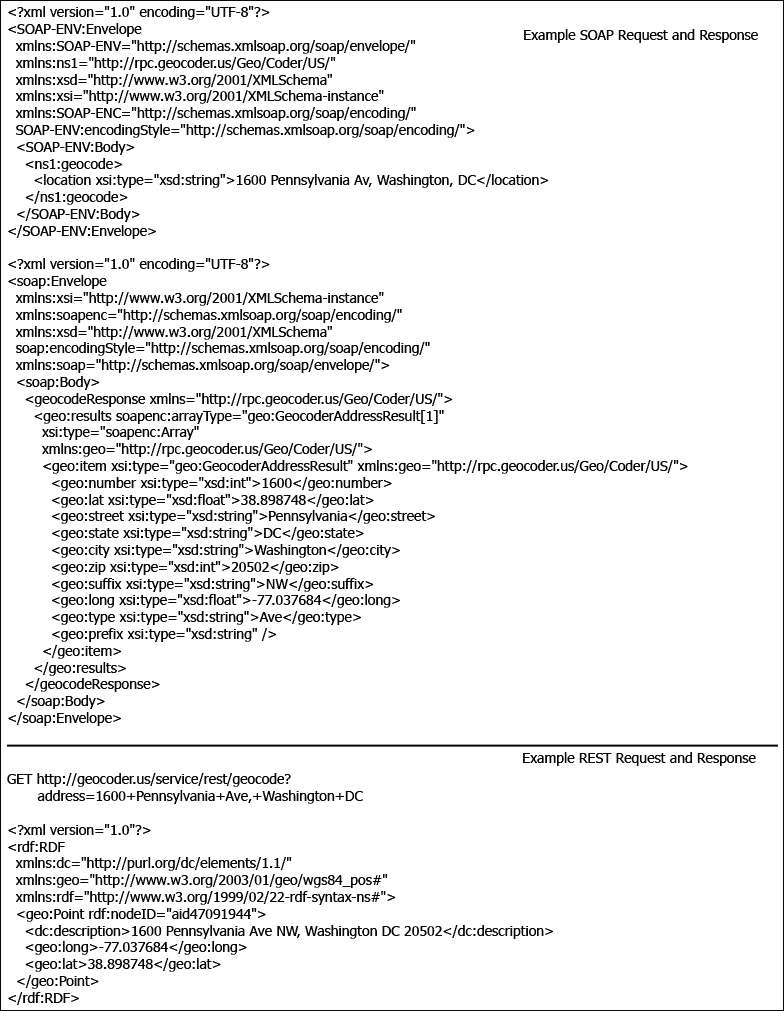 <?xml version="1.0" encoding="UTF-8"?>
<SOAP-ENV:Envelope
Example SOAP Request and Response
xmlns:SOAP-ENV="http://schemas.xmlsoap.org/soap/envelope/"
xmlns:ns1="http://rpc.geocoder.us/Geo/Coder/US/"
xmlns:xsd="http://www.w3.org/2001/XMLSchema"
xmlns:xsi="http://www.w3.org/2001/XMLSchema-instance"
xmlns:SOAP-ENC="http://schemas.xmlsoap.org/soap/encoding/"
SOAP-ENV:encodingStyle="http://schemas.xmlsoap.org/soap/encoding/">
<SOAP-ENV:Body>
<ns1:geocode>
<location xsi:type="xsd:string">1600 Pennsylvania Av, Washington, DC</location>
</ns1:geocode>
</SOAP-ENV:Body>
</SOAP-ENV:Envelope>
<?xml version="1.0" encoding="UTF-8"?>
<soap:Envelope
xmlns:xsi="http://www.w3.org/2001/XMLSchema-instance"
xmlns:soapenc="http://schemas.xmlsoap.org/soap/encoding/"
xmlns:xsd="http://www.w3.org/2001/XMLSchema"
soap:encodingStyle="http://schemas.xmlsoap.org/soap/encoding/"
xmlns:soap="http://schemas.xmlsoap.org/soap/envelope/">
<soap:Body>
<geocodeResponse xmlns="http://rpc.geocoder.us/Geo/Coder/US/">
<geo:results soapenc:arrayType="geo:GeocoderAddressResult[1]"
xsi:type="soapenc:Array"
xmlns:geo="http://rpc.geocoder.us/Geo/Coder/US/">
<geo:item xsi:type="geo:GeocoderAddressResult" xmlns:geo="http://rpc.geocoder.us/Geo/Coder/US/">
<geo:number xsi:type="xsd:int">1600</geo:number>
<geo:lat xsi:type="xsd:float">38.898748</geo:lat>
<geo:street xsi:type="xsd:string">Pennsylvania</geo:street>
<geo:state xsi:type="xsd:string">DC</geo:state>
<geo:city xsi:type="xsd:string">Washington</geo:city>
<geo:zip xsi:type="xsd:int">20502</geo:zip>
<geo:suffix xsi:type="xsd:string">NW</geo:suffix>
<geo:long xsi:type="xsd:float">-77.037684</geo:long>
<geo:type xsi:type="xsd:string">Ave</geo:type>
<geo:prefix xsi:type="xsd:string" />
</geo:item>
</geo:results>
</geocodeResponse>
</soap:Body>
</soap:Envelope>
Example REST Request and Response
GET http://geocoder.us/service/rest/geocode?
address=1600+Pennsylvania+Ave,+Washington+DC
<?xml version="1.0"?>
<rdf:RDF
xmlns:dc="http://purl.org/dc/elements/1.1/"
xmlns:geo="http://www.w3.org/2003/01/geo/wgs84_pos#"
xmlns:rdf="http://www.w3.org/1999/02/22-rdf-syntax-ns#">
<geo:Point rdf:nodeID="aid47091944">
<dc:description>1600 Pennsylvania Ave NW, Washington DC 20502</dc:description>
<geo:long>-77.037684</geo:long>
<geo:lat>38.898748</geo:lat>
</geo:Point>
</rdf:RDF>